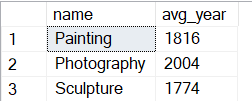 name avg_year
1 Painting 1816
2 Photography 2004
3 Sculpture 1774